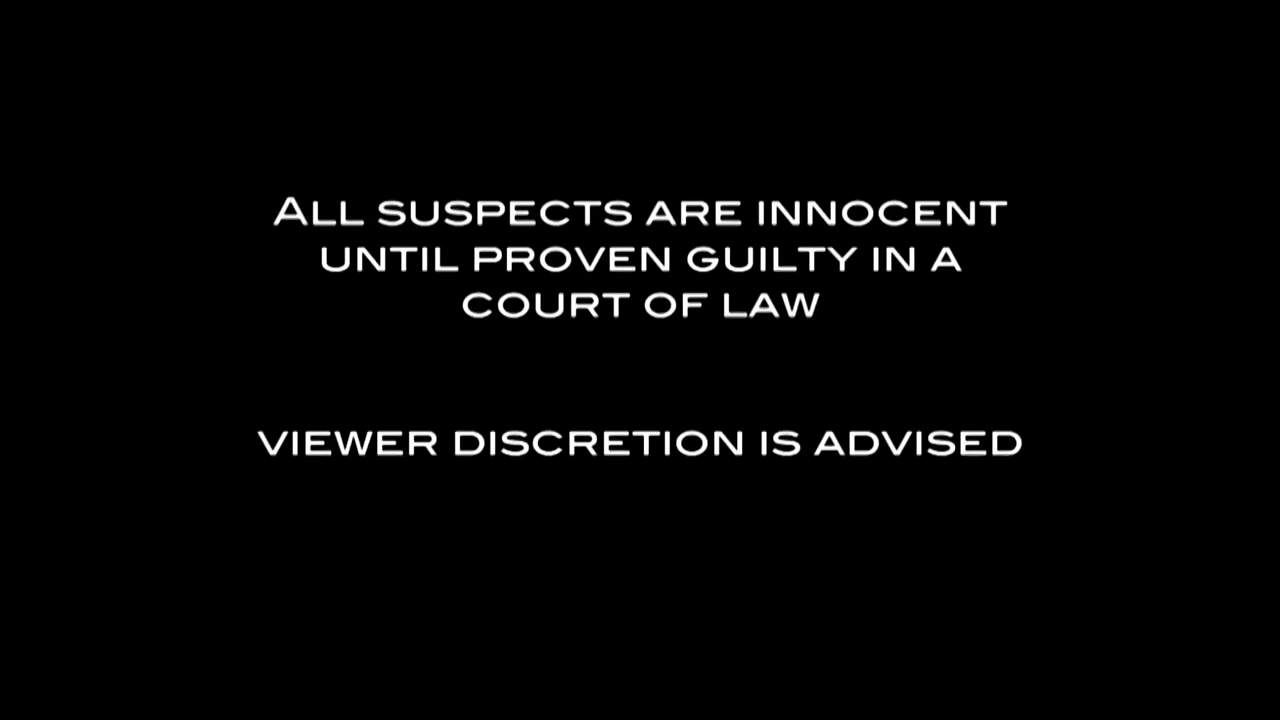 All suspects are innocent
until proven guilty in a
court of law
viewer discretion is advised